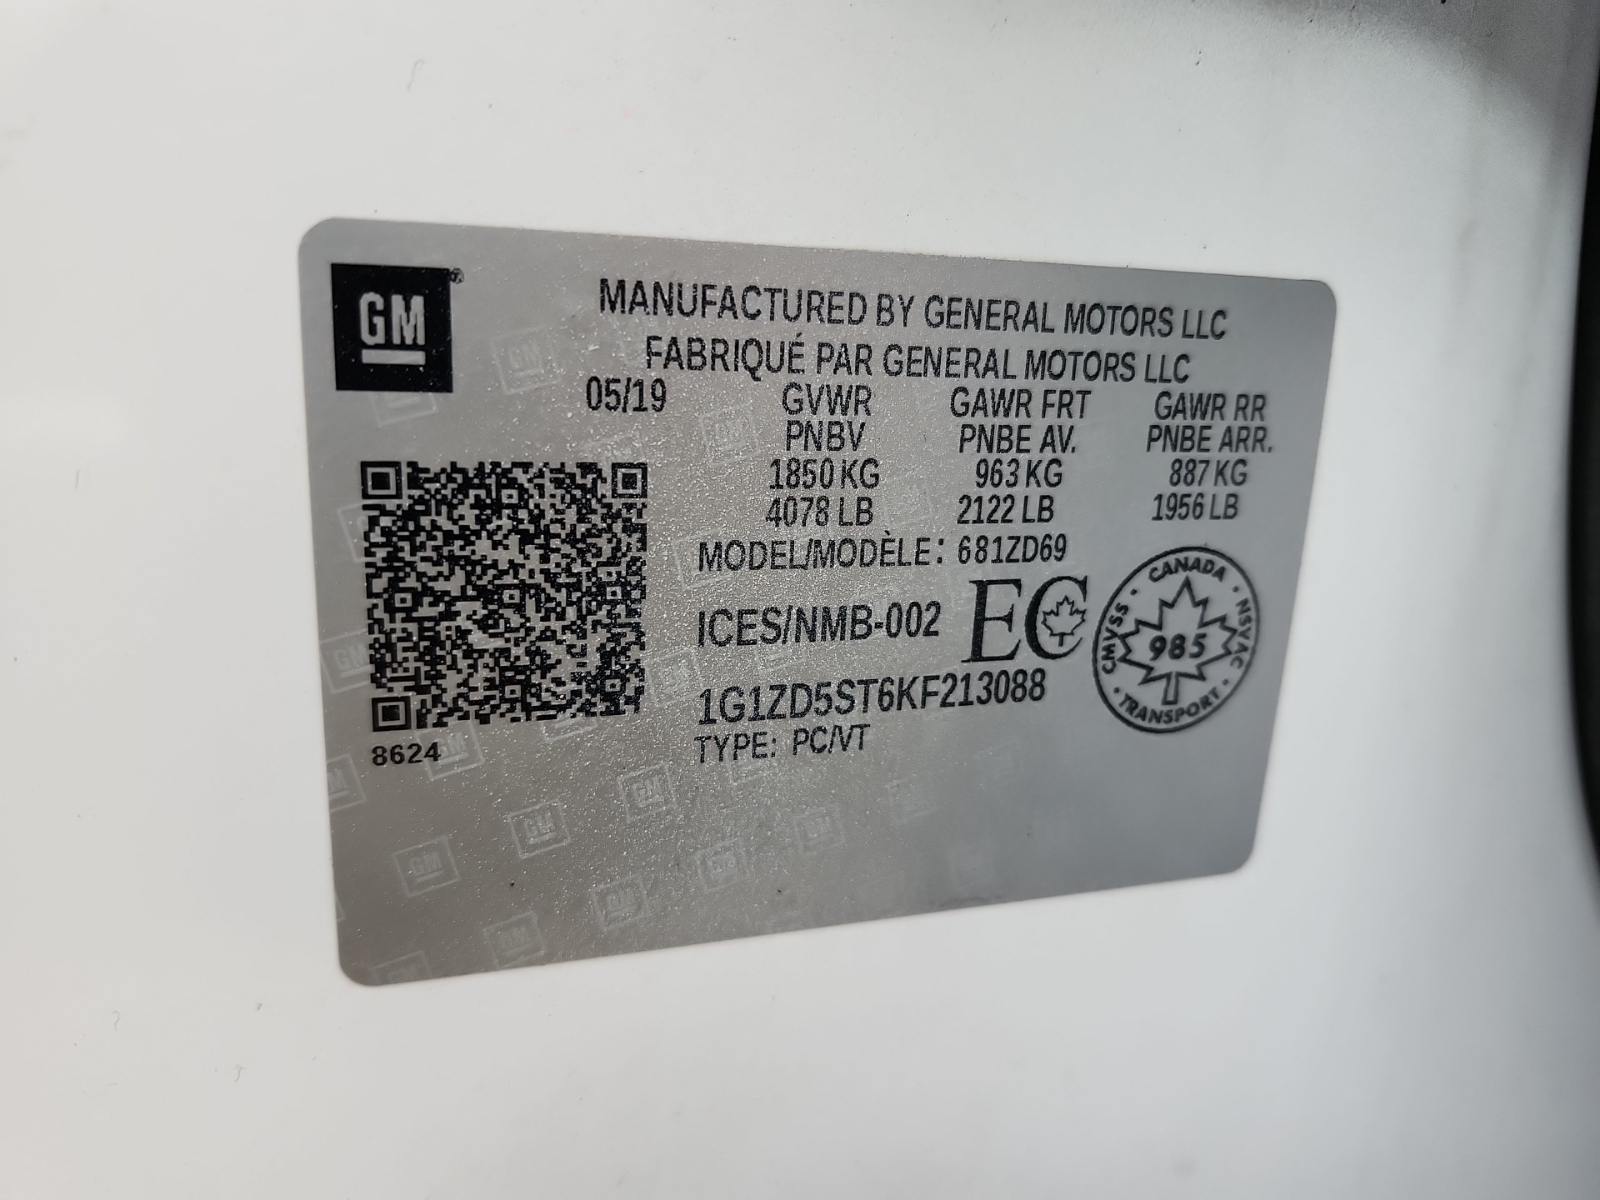 GM
MANUFACTURED BY GENERAL MOTORS LLC
FABRIQUÉ PAR GENERAL MOTORS LLC
05/19 GVWR GAWR FRT GAWR RR
PNBV PNBE AV. PNBE ARR.
1850 KG 963 KG 887 KG
4078 LB 2122 LB 1956 LB
MODEL/MODÈLE: 681ZD69
ICES/NMB-002 EC
CANADA
CMVSS · NSVAC
985
TRANSPORT
1G1ZD5ST6KF213088
TYPE: PC/VT
8624